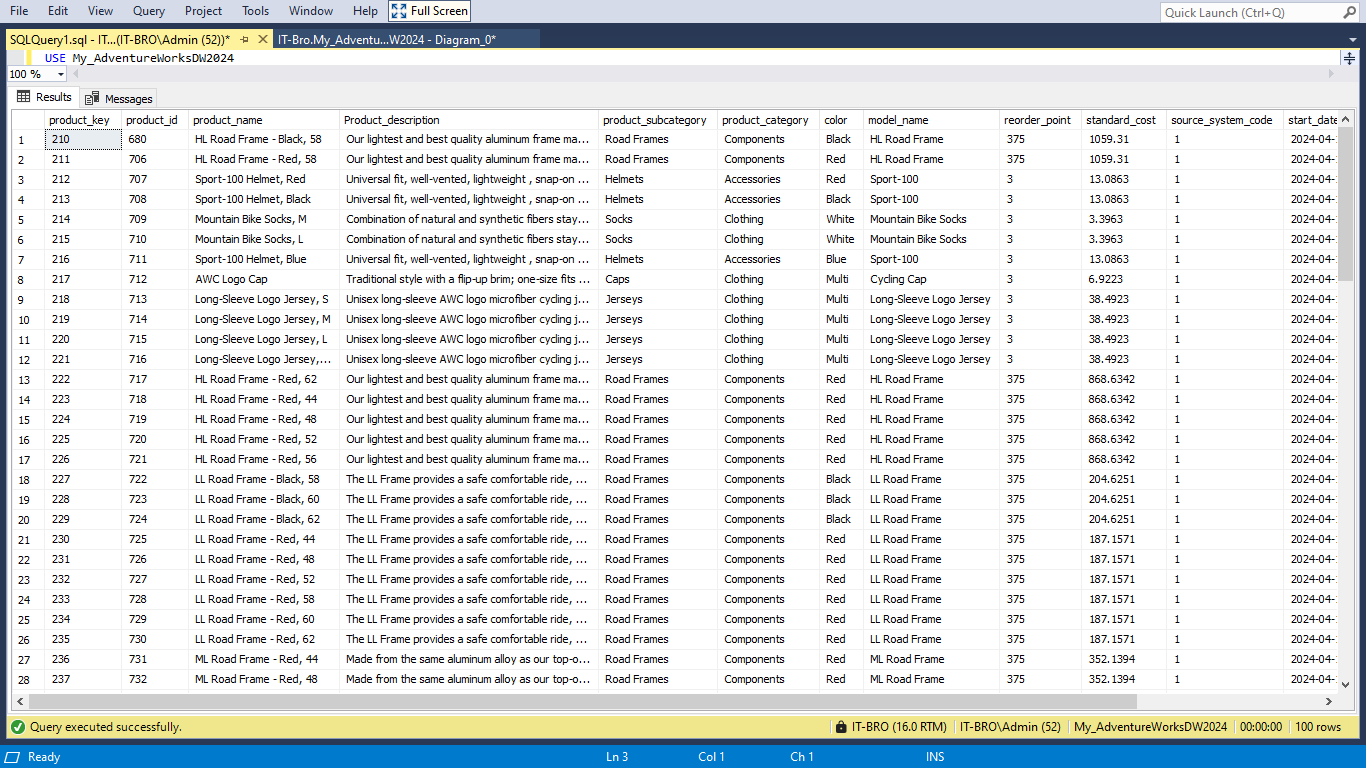 File Edit View Query Project Tools Window Help Full Screen Quick Launch (Ctrl+Q)
SQLQuery1.sql - IT...(IT-BRO\Admin (52))* IT-Bro.My_Adventu...W2024 - Diagram_0*
USE My_AdventureWorksDW2024
100 %
Results Messages
product_key product_id product_name Product_description product_subcategory product_category color model_name reorder_point standard_cost source_system_code start_date
1 210 680 HL Road Frame - Black, 58 Our lightest and best quality aluminum frame ma... Road Frames Components Black HL Road Frame 375 1059.31 1 2024-04-
2 211 706 HL Road Frame - Red, 58 Our lightest and best quality aluminum frame ma... Road Frames Components Red HL Road Frame 375 1059.31 1 2024-04-
3 212 707 Sport-100 Helmet, Red Universal fit, well-vented, lightweight , snap-on ... Helmets Accessories Red Sport-100 3 13.0863 1 2024-04-
4 213 708 Sport-100 Helmet, Black Universal fit, well-vented, lightweight , snap-on ... Helmets Accessories Black Sport-100 3 13.0863 1 2024-04-
5 214 709 Mountain Bike Socks, M Combination of natural and synthetic fibers stay... Socks Clothing White Mountain Bike Socks 3 3.3963 1 2024-04-
6 215 710 Mountain Bike Socks, L Combination of natural and synthetic fibers stay... Socks Clothing White Mountain Bike Socks 3 3.3963 1 2024-04-
7 216 711 Sport-100 Helmet, Blue Universal fit, well-vented, lightweight , snap-on ... Helmets Accessories Blue Sport-100 3 13.0863 1 2024-04-
8 217 712 AWC Logo Cap Traditional style with a flip-up brim; one-size fits ... Caps Clothing Multi Cycling Cap 3 6.9223 1 2024-04-
9 218 713 Long-Sleeve Logo Jersey, S Unisex long-sleeve AWC logo microfiber cycling j... Jerseys Clothing Multi Long-Sleeve Logo Jersey 3 38.4923 1 2024-04-
10 219 714 Long-Sleeve Logo Jersey, M Unisex long-sleeve AWC logo microfiber cycling j... Jerseys Clothing Multi Long-Sleeve Logo Jersey 3 38.4923 1 2024-04-
11 220 715 Long-Sleeve Logo Jersey, L Unisex long-sleeve AWC logo microfiber cycling j... Jerseys Clothing Multi Long-Sleeve Logo Jersey 3 38.4923 1 2024-04-
12 221 716 Long-Sleeve Logo Jersey,... Unisex long-sleeve AWC logo microfiber cycling j... Jerseys Clothing Multi Long-Sleeve Logo Jersey 3 38.4923 1 2024-04-
13 222 717 HL Road Frame - Red, 62 Our lightest and best quality aluminum frame ma... Road Frames Components Red HL Road Frame 375 868.6342 1 2024-04-
14 223 718 HL Road Frame - Red, 44 Our lightest and best quality aluminum frame ma... Road Frames Components Red HL Road Frame 375 868.6342 1 2024-04-
15 224 719 HL Road Frame - Red, 48 Our lightest and best quality aluminum frame ma... Road Frames Components Red HL Road Frame 375 868.6342 1 2024-04-
16 225 720 HL Road Frame - Red, 52 Our lightest and best quality aluminum frame ma... Road Frames Components Red HL Road Frame 375 868.6342 1 2024-04-
17 226 721 HL Road Frame - Red, 56 Our lightest and best quality aluminum frame ma... Road Frames Components Red HL Road Frame 375 868.6342 1 2024-04-
18 227 722 LL Road Frame - Black, 58 The LL Frame provides a safe comfortable ride, ... Road Frames Components Black LL Road Frame 375 204.6251 1 2024-04-
19 228 723 LL Road Frame - Black, 60 The LL Frame provides a safe comfortable ride, ... Road Frames Components Black LL Road Frame 375 204.6251 1 2024-04-
20 229 724 LL Road Frame - Black, 62 The LL Frame provides a safe comfortable ride, ... Road Frames Components Black LL Road Frame 375 204.6251 1 2024-04-
21 230 725 LL Road Frame - Red, 44 The LL Frame provides a safe comfortable ride, ... Road Frames Components Red LL Road Frame 375 187.1571 1 2024-04-
22 231 726 LL Road Frame - Red, 48 The LL Frame provides a safe comfortable ride, ... Road Frames Components Red LL Road Frame 375 187.1571 1 2024-04-
23 232 727 LL Road Frame - Red, 52 The LL Frame provides a safe comfortable ride, ... Road Frames Components Red LL Road Frame 375 187.1571 1 2024-04-
24 233 728 LL Road Frame - Red, 58 The LL Frame provides a safe comfortable ride, ... Road Frames Components Red LL Road Frame 375 187.1571 1 2024-04-
25 234 729 LL Road Frame - Red, 60 The LL Frame provides a safe comfortable ride, ... Road Frames Components Red LL Road Frame 375 187.1571 1 2024-04-
26 235 730 LL Road Frame - Red, 62 The LL Frame provides a safe comfortable ride, ... Road Frames Components Red LL Road Frame 375 187.1571 1 2024-04-
27 236 731 ML Road Frame - Red, 44 Made from the same aluminum alloy as our top-o... Road Frames Components Red ML Road Frame 375 352.1394 1 2024-04-
28 237 732 ML Road Frame - Red, 48 Made from the same aluminum alloy as our top-o... Road Frames Components Red ML Road Frame 375 352.1394 1 2024-04-
Query executed successfully. IT-BRO (16.0 RTM) IT-BRO\Admin (52) My_AdventureWorksDW2024 00:00:00 100 rows
Ready Ln 3 Col 1 Ch 1 INS